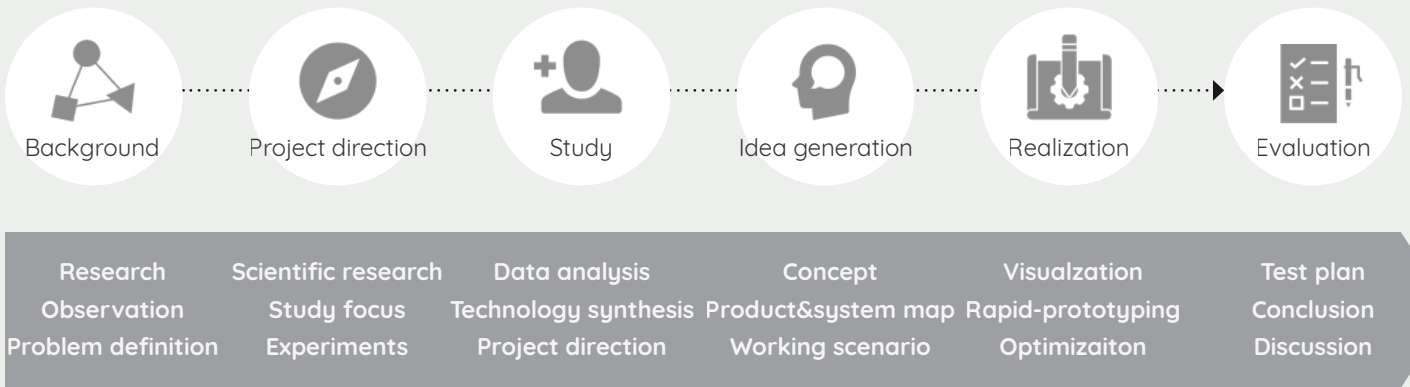 Background
Project direction
Study
Idea generation
Realization
Evaluation
Research
Observation
Problem definition
Scientific research
Study focus
Experiments
Data analysis
Technology synthesis
Project direction
Concept
Product&system map
Working scenario
Visualzation
Rapid-prototyping
Optimizaiton
Test plan
Conclusion
Discussion